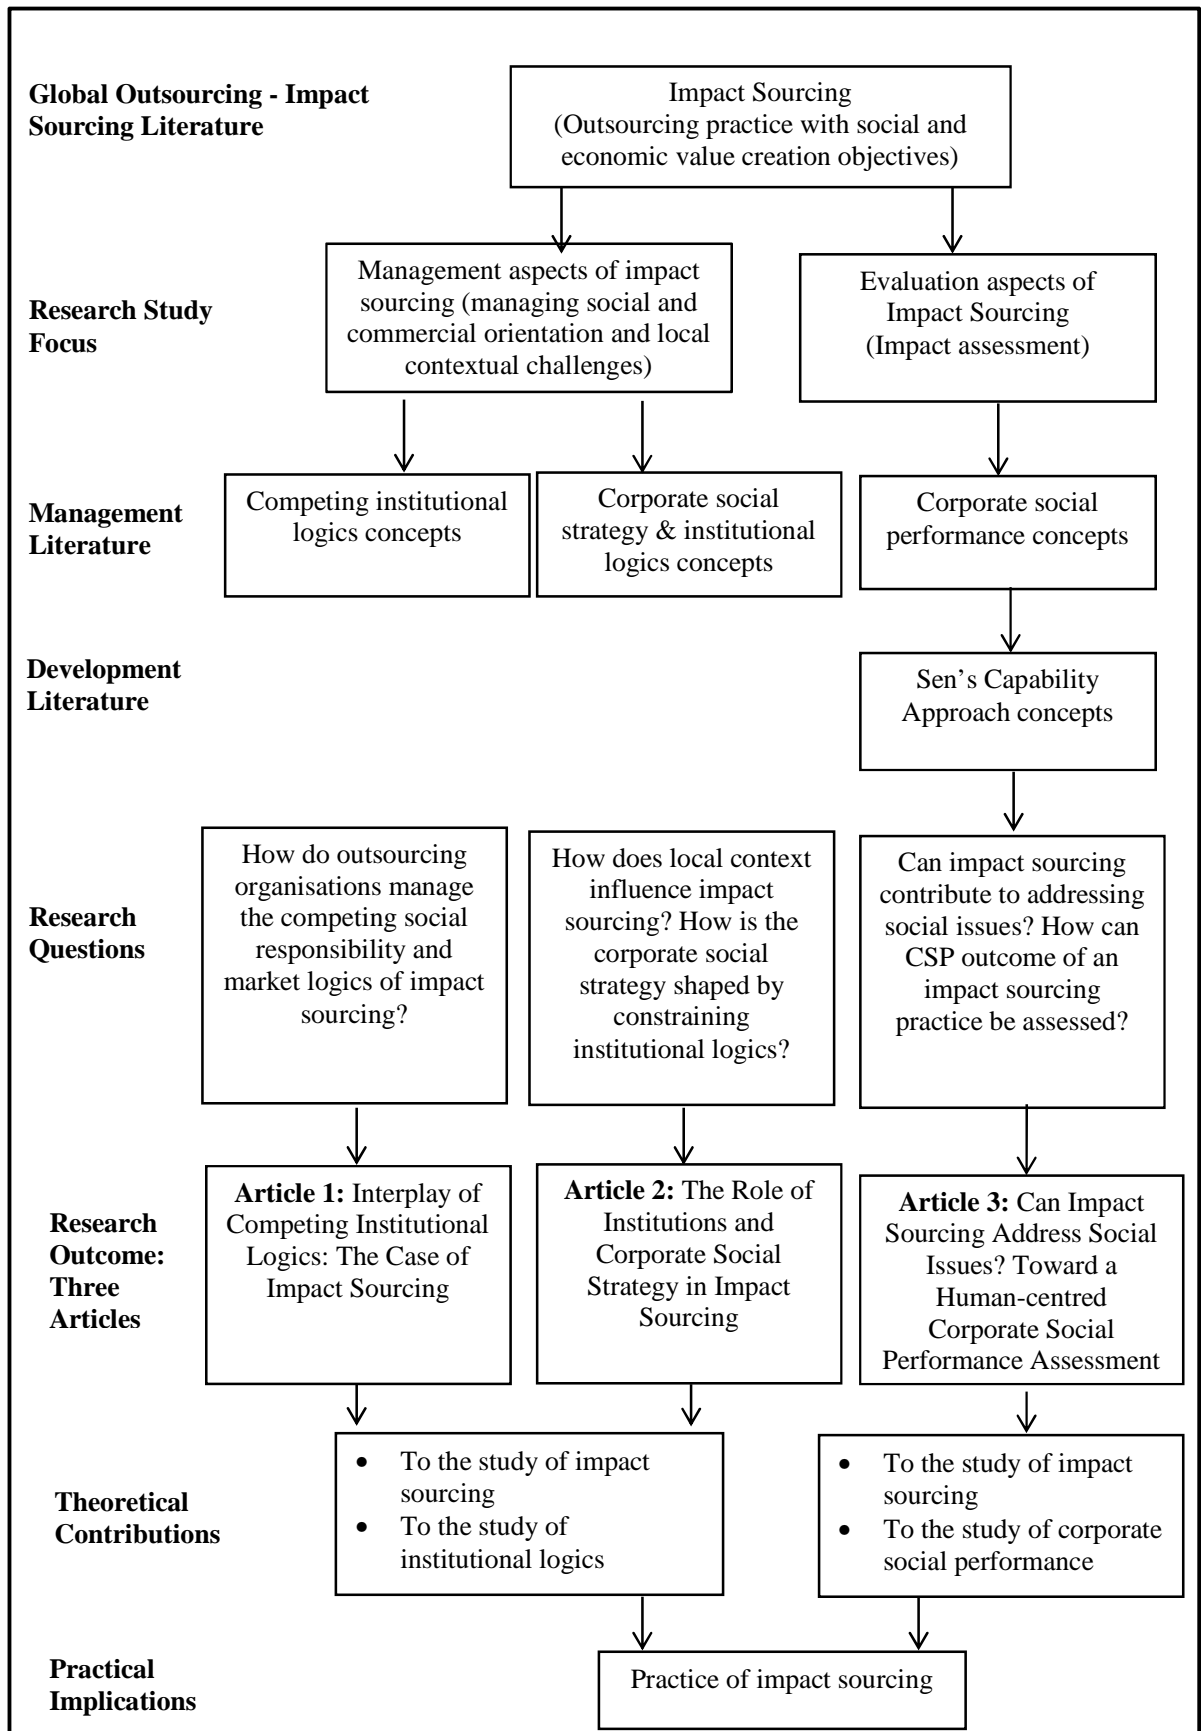 Global Outsourcing - Impact
Sourcing Literature
Impact Sourcing
(Outsourcing practice with social and
economic value creation objectives)
Research Study
Focus
Management aspects of impact
sourcing (managing social and
commercial orientation and local
contextual challenges)
Evaluation aspects of
Impact Sourcing
(Impact assessment)
Management
Literature
Competing institutional
logics concepts
Corporate social
strategy & institutional
logics concepts
Corporate social
performance concepts
Development
Literature
Sen’s Capability
Approach concepts
Research
Questions
How do outsourcing
organisations manage
the competing social
responsibility and
market logics of impact
sourcing?
How does local context
influence impact
sourcing? How is the
corporate social
strategy shaped by
constraining
institutional logics?
Can impact sourcing
contribute to addressing
social issues? How can
CSP outcome of an
impact sourcing
practice be assessed?
Research
Outcome:
Three
Articles
Article 1: Interplay of
Competing Institutional
Logics: The Case of
Impact Sourcing
Article 2: The Role of
Institutions and
Corporate Social
Strategy in Impact
Sourcing
Article 3: Can Impact
Sourcing Address Social
Issues? Toward a
Human-centred
Corporate Social
Performance Assessment
Theoretical
Contributions
• To the study of impact
sourcing
• To the study of
institutional logics
• To the study of impact
sourcing
• To the study of corporate
social performance
Practical
Implications
Practice of impact sourcing